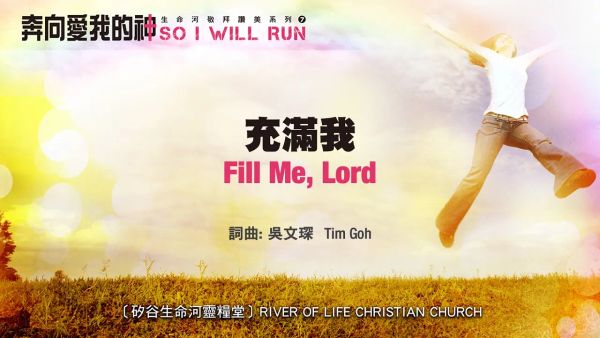 生命河敬拜讚美系列❼
奔向愛我的神 SO I WILL RUN
充滿我
Fill Me, Lord
詞曲: 吳文琛 Tim Goh
〔矽谷生命河靈糧堂〕RIVER OF LIFE CHRISTIAN CHURCH